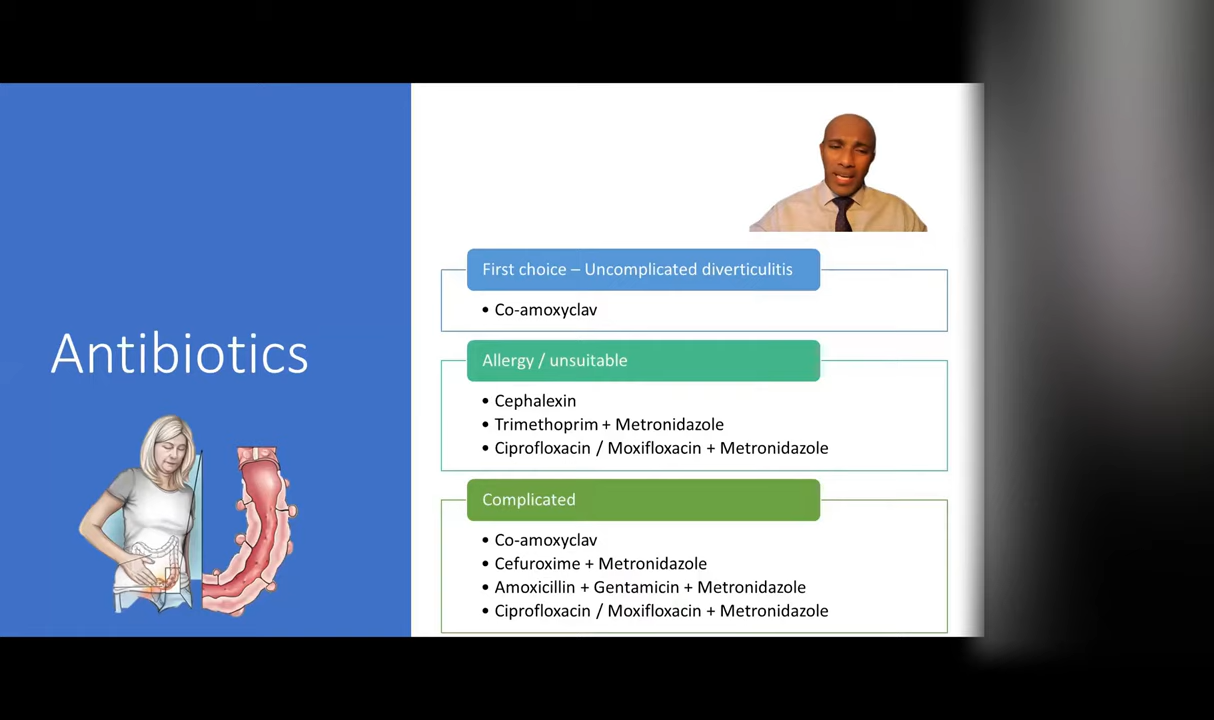 Antibiotics
First choice – Uncomplicated diverticulitis
• Co-amoxyclav
Allergy / unsuitable
• Cephalexin
• Trimethoprim + Metronidazole
• Ciprofloxacin / Moxifloxacin + Metronidazole
Complicated
• Co-amoxyclav
• Cefuroxime + Metronidazole
• Amoxicillin + Gentamicin + Metronidazole
• Ciprofloxacin / Moxifloxacin + Metronidazole